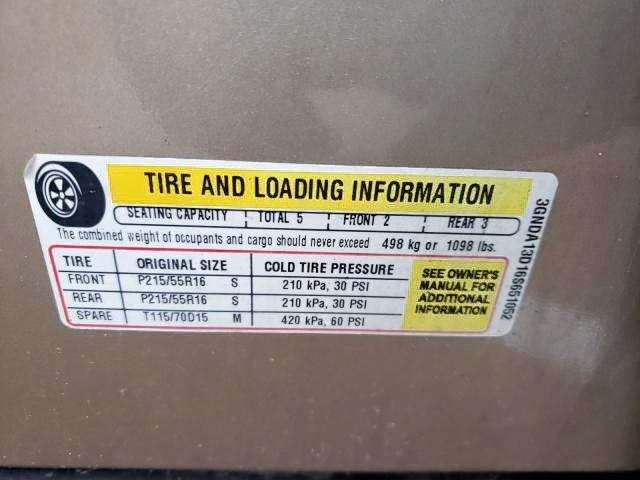 TIRE AND LOADING INFORMATION
SEATING CAPACITY TOTAL 5 FRONT 2 REAR 3
The combined weight of occupants and cargo should never exceed 498 kg or 1098 lbs.
TIRE ORIGINAL SIZE COLD TIRE PRESSURE
FRONT P215/55R16 S 210 kPa, 30 PSI
REAR P215/55R16 S 210 kPa, 30 PSI
SPARE T115/70D15 M 420 kPa, 60 PSI
SEE OWNER'S
MANUAL FOR
ADDITIONAL
INFORMATION
3GNDA13D16S651052